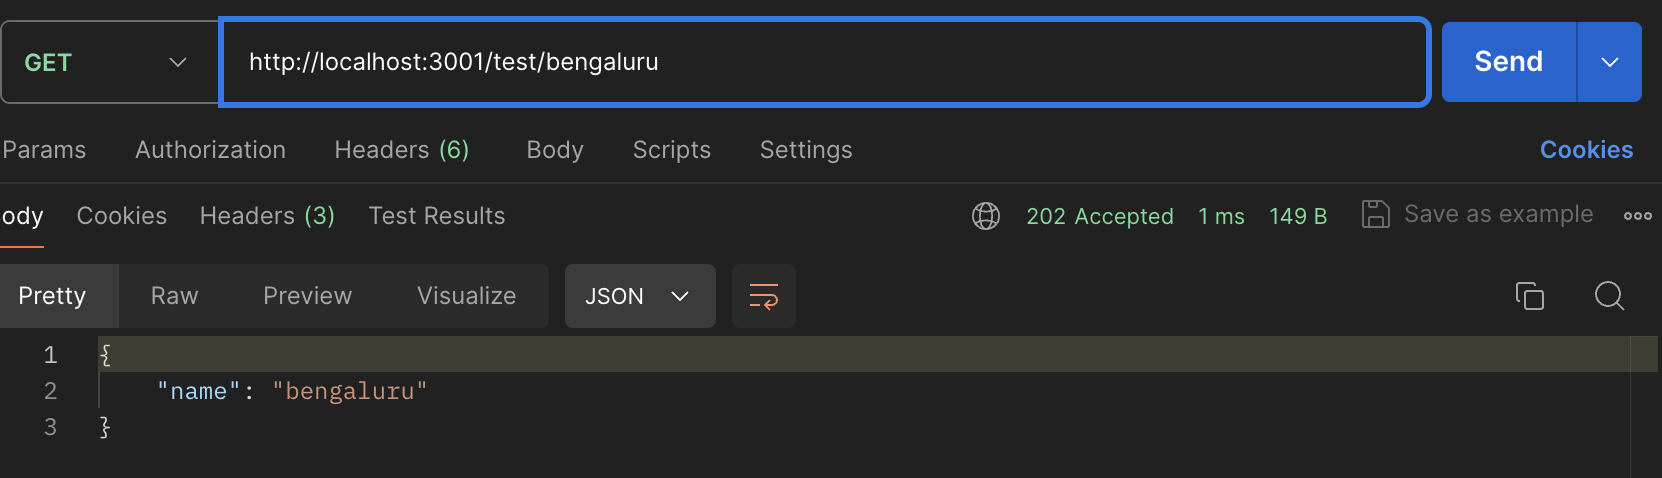 GET http://localhost:3001/test/bengaluru Send
Params Authorization Headers (6) Body Scripts Settings Cookies
ody Cookies Headers (3) Test Results 202 Accepted 1 ms 149 B Save as example
Pretty Raw Preview Visualize JSON
1 {
2 "name": "bengaluru"
3 }